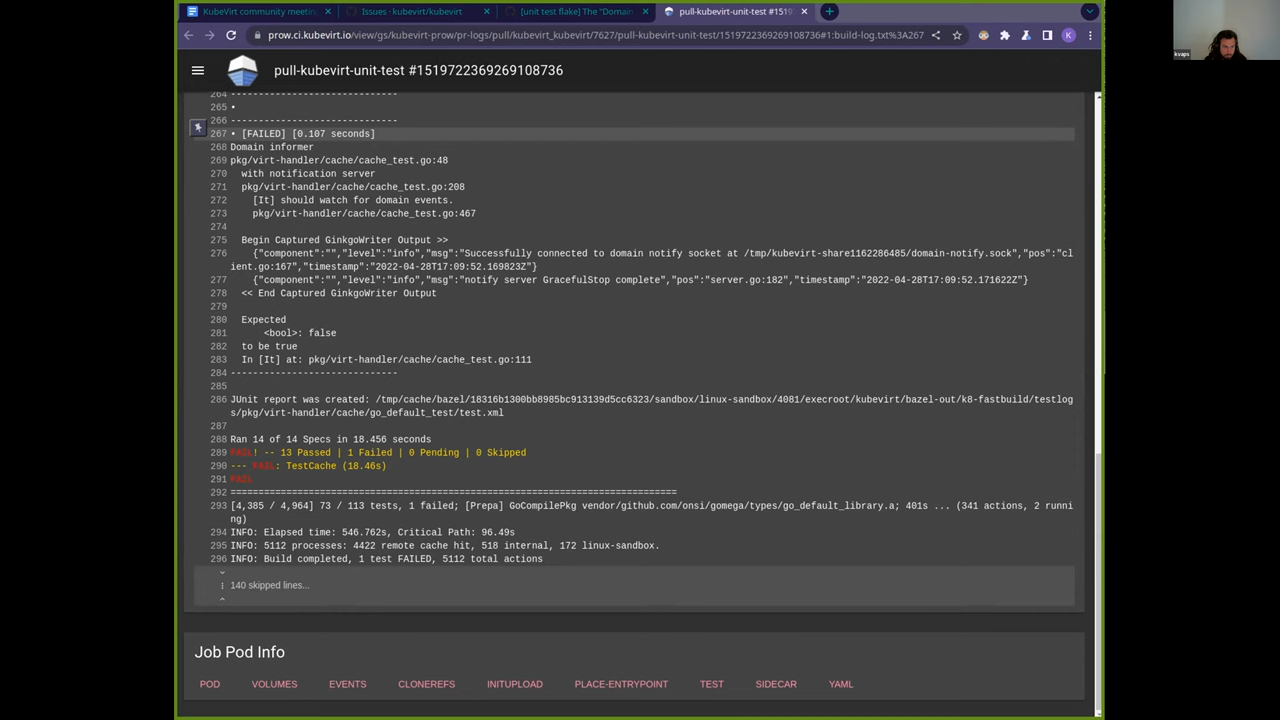 KubeVirt community meetin
Issues · kubevirt/kubevirt
[unit test flake] The "Domain
pull-kubevirt-unit-test #1519
prow.ci.kubevirt.io/view/gs/kubevirt-prow/pr-logs/pull/kubevirt_kubevirt/7627/pull-kubevirt-unit-test/1519722369269108736#1:build-log.txt%3A267
K
kvaps
pull-kubevirt-unit-test #1519722369269108736
264 ------------------------------
265 •
266 ------------------------------
267 • [FAILED] [0.107 seconds]
268 Domain informer
269 pkg/virt-handler/cache/cache_test.go:48
270 with notification server
271 pkg/virt-handler/cache/cache_test.go:208
272 [It] should watch for domain events.
273 pkg/virt-handler/cache/cache_test.go:467
274
275 Begin Captured GinkgoWriter Output >>
276 {"component":"","level":"info","msg":"Successfully connected to domain notify socket at /tmp/kubevirt-share1162286485/domain-notify.sock","pos":"cl
ient.go:167","timestamp":"2022-04-28T17:09:52.169823Z"}
277 {"component":"","level":"info","msg":"notify server GracefulStop complete","pos":"server.go:182","timestamp":"2022-04-28T17:09:52.171622Z"}
278 << End Captured GinkgoWriter Output
279
280 Expected
281 <bool>: false
282 to be true
283 In [It] at: pkg/virt-handler/cache/cache_test.go:111
284 ------------------------------
285
286 JUnit report was created: /tmp/cache/bazel/18316b1300bb8985bc913139d5cc6323/sandbox/linux-sandbox/4081/execroot/kubevirt/bazel-out/k8-fastbuild/testlog
s/pkg/virt-handler/cache/go_default_test/test.xml
287
288 Ran 14 of 14 Specs in 18.456 seconds
289 FAIL! -- 13 Passed | 1 Failed | 0 Pending | 0 Skipped
290 --- FAIL: TestCache (18.46s)
291 FAIL
292 ================================================================================
293 [4,385 / 4,964] 73 / 113 tests, 1 failed; [Prepa] GoCompilePkg vendor/github.com/onsi/gomega/types/go_default_library.a; 401s ... (341 actions, 2 runni
ng)
294 INFO: Elapsed time: 546.762s, Critical Path: 96.49s
295 INFO: 5112 processes: 4422 remote cache hit, 518 internal, 172 linux-sandbox.
296 INFO: Build completed, 1 test FAILED, 5112 total actions
140 skipped lines...
Job Pod Info
POD VOLUMES EVENTS CLONEREFS INITUPLOAD PLACE-ENTRYPOINT TEST SIDECAR YAML